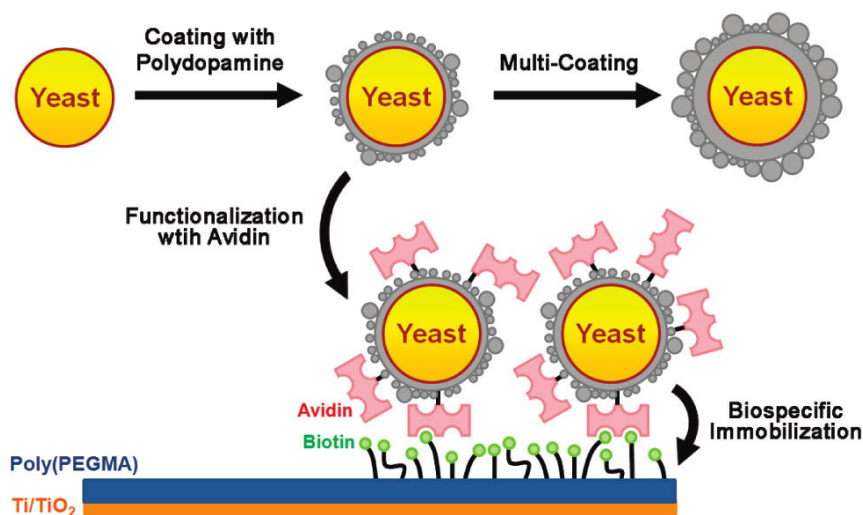 Coating with
Polydopamine
Multi-Coating
Yeast
Yeast
Yeast
Functionalization
wtih Avidin
Yeast
Yeast
Avidin
Biotin
Biospecific
Immobilization
Poly(PEGMA)
Ti/TiO₂